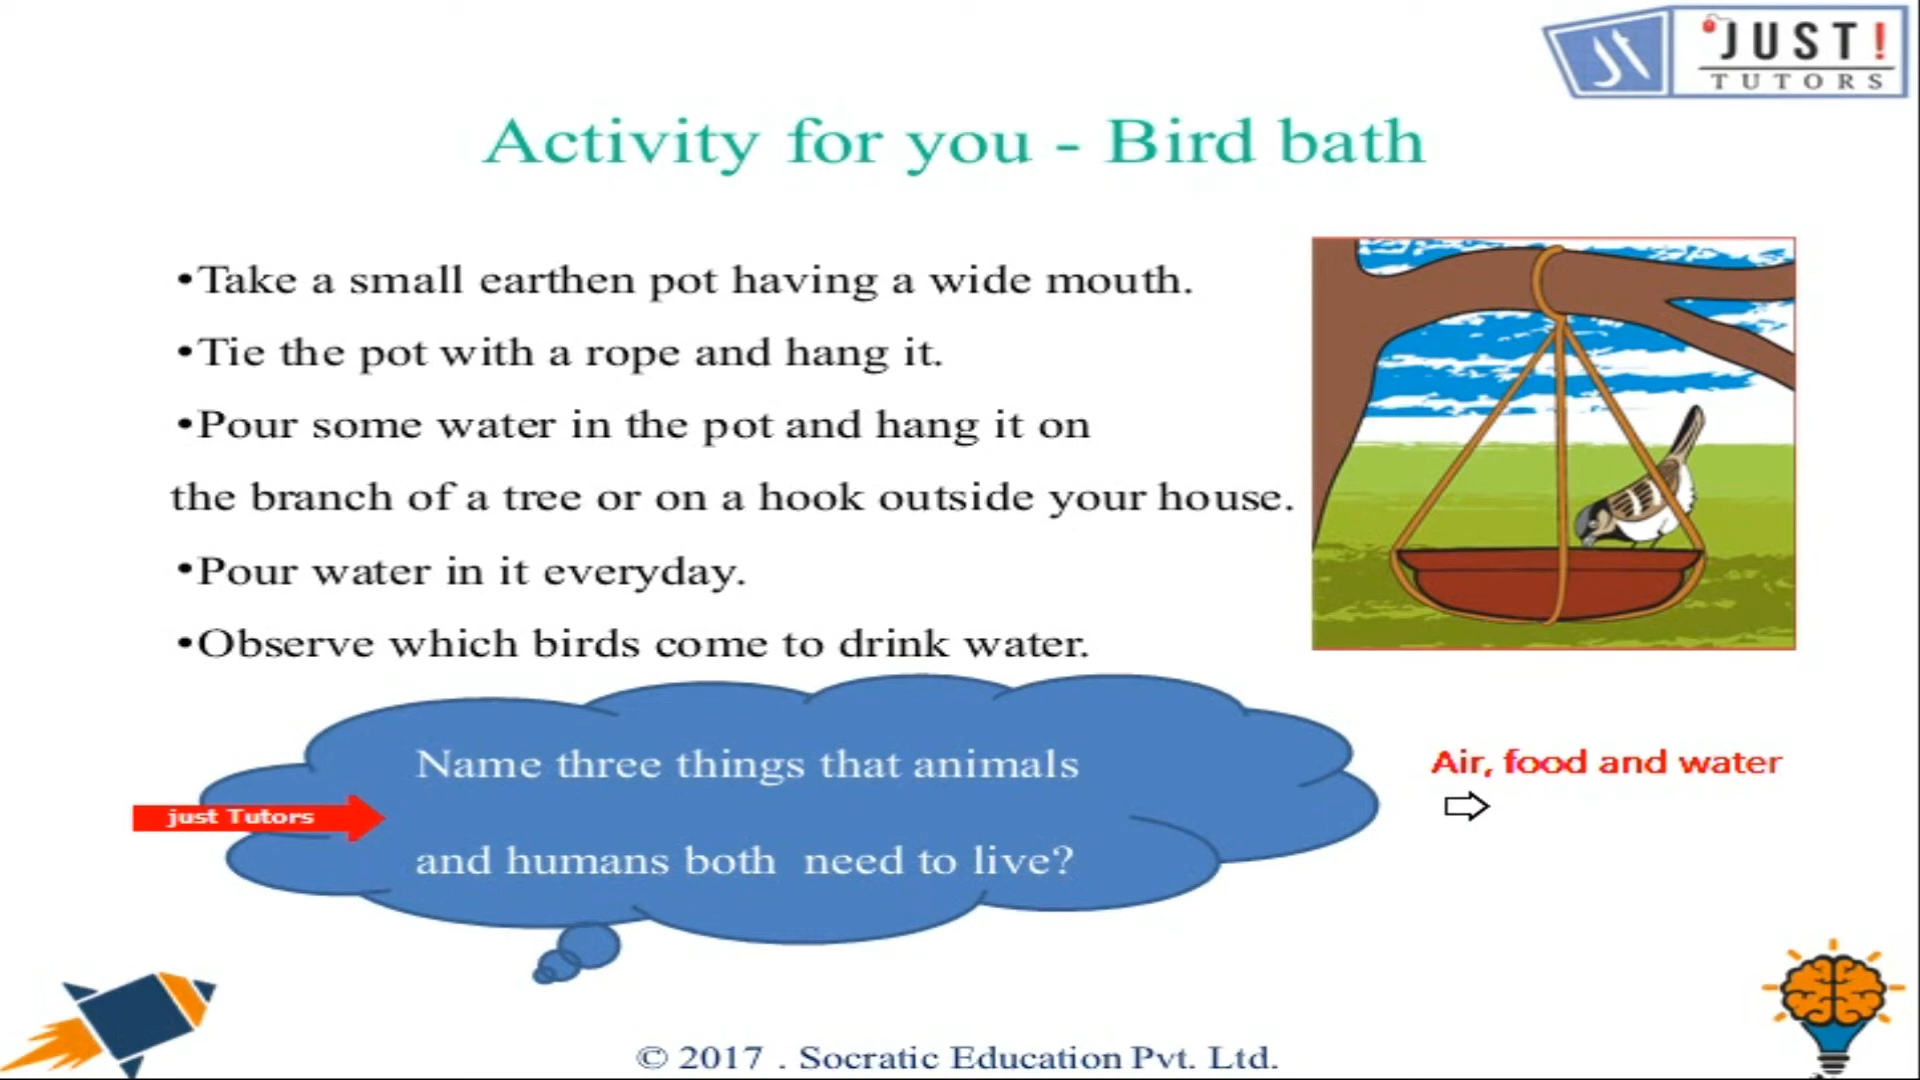 JUST!
TUTORS
Activity for you - Bird bath
•Take a small earthen pot having a wide mouth.
•Tie the pot with a rope and hang it.
•Pour some water in the pot and hang it on
the branch of a tree or on a hook outside your house.
•Pour water in it everyday.
•Observe which birds come to drink water.
Name three things that animals
and humans both need to live?
just Tutors
Air, food and water
© 2017 . Socratic Education Pvt. Ltd.